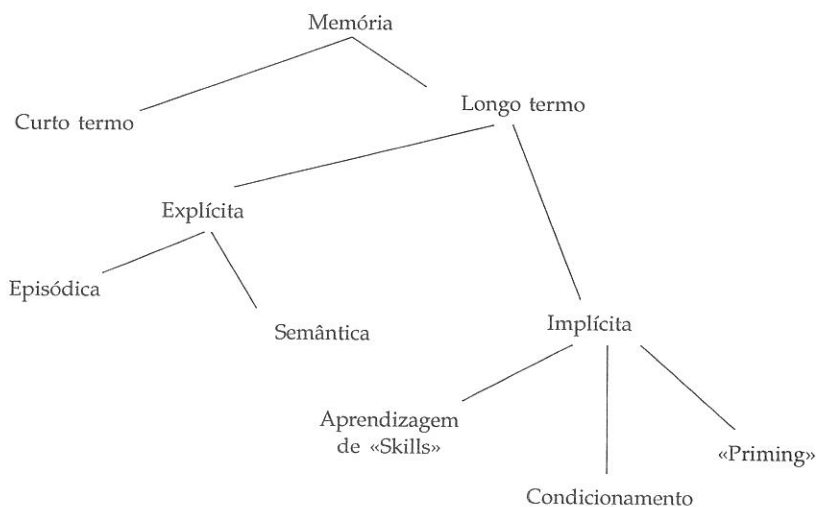 Memória
Longo termo
Curto termo
Explícita
Episódica
Semântica
Implícita
Aprendizagem
de «Skills»
«Priming»
Condicionamento